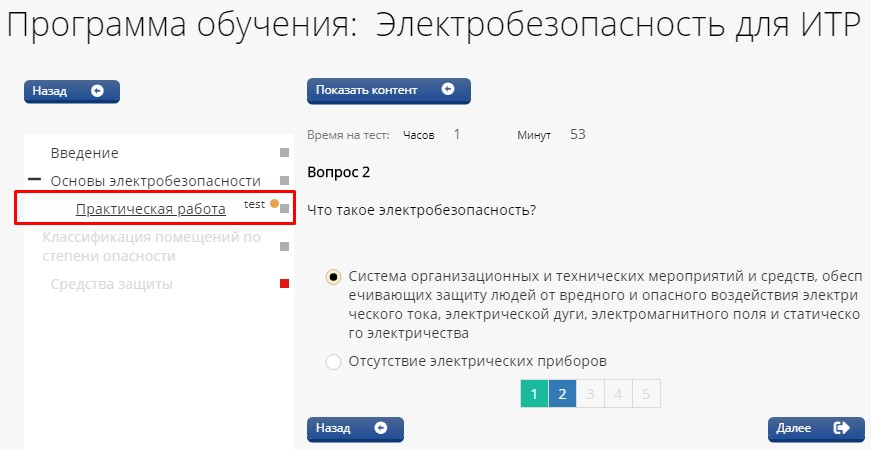 Программа обучения: Электробезопасность для ИТР
Назад
Введение
Основы электробезопасности
Практическая работа test
Классификация помещений по
степени опасности
Средства защиты
Показать контент
Время на тест: Часов 1 Минут 53
Вопрос 2
Что такое электробезопасность?
Система организационных и технических мероприятий и средств, обесп
ечивающих защиту людей от вредного и опасного воздействия электри
ческого тока, электрической дуги, электромагнитного поля и статическо
го электричества
Отсутствие электрических приборов
1 2 3 4 5
Назад Далее